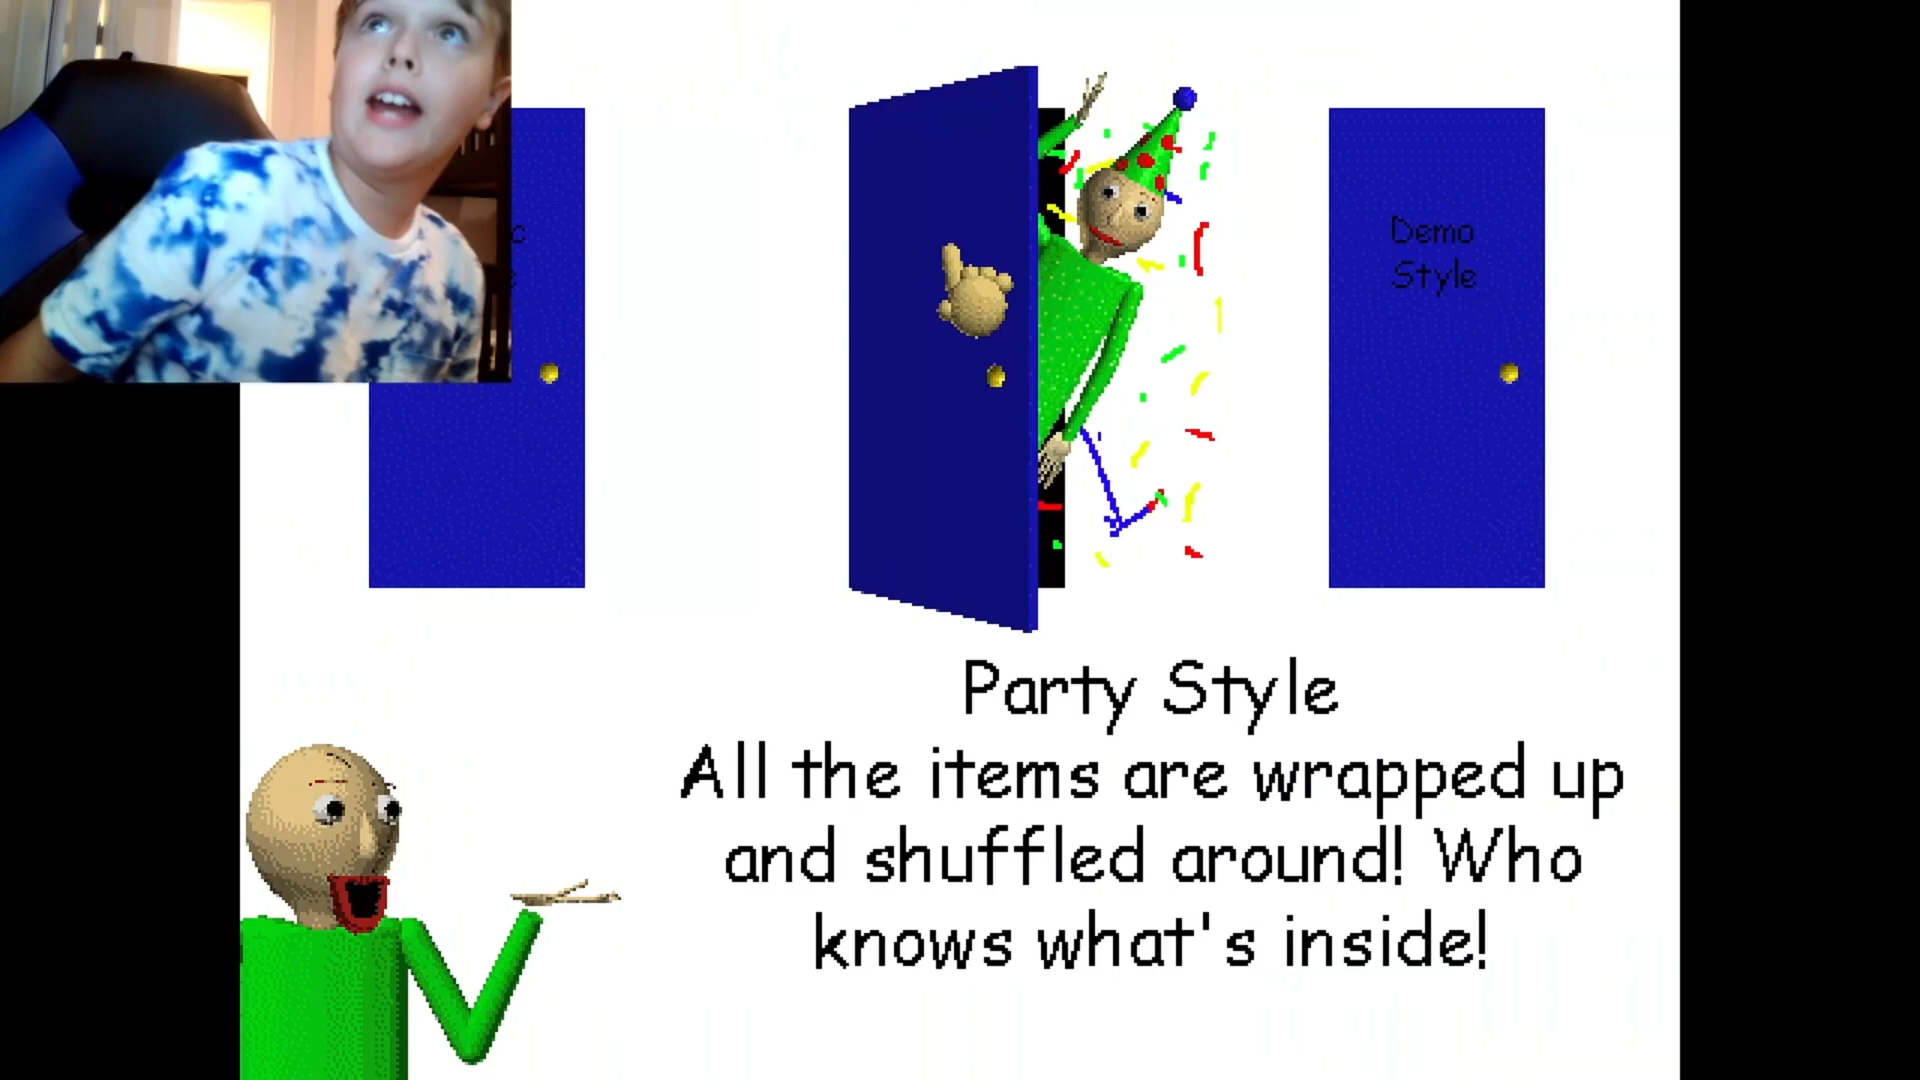 Demo
Style
Party Style
All the items are wrapped up
and shuffled around! Who
knows what's inside!